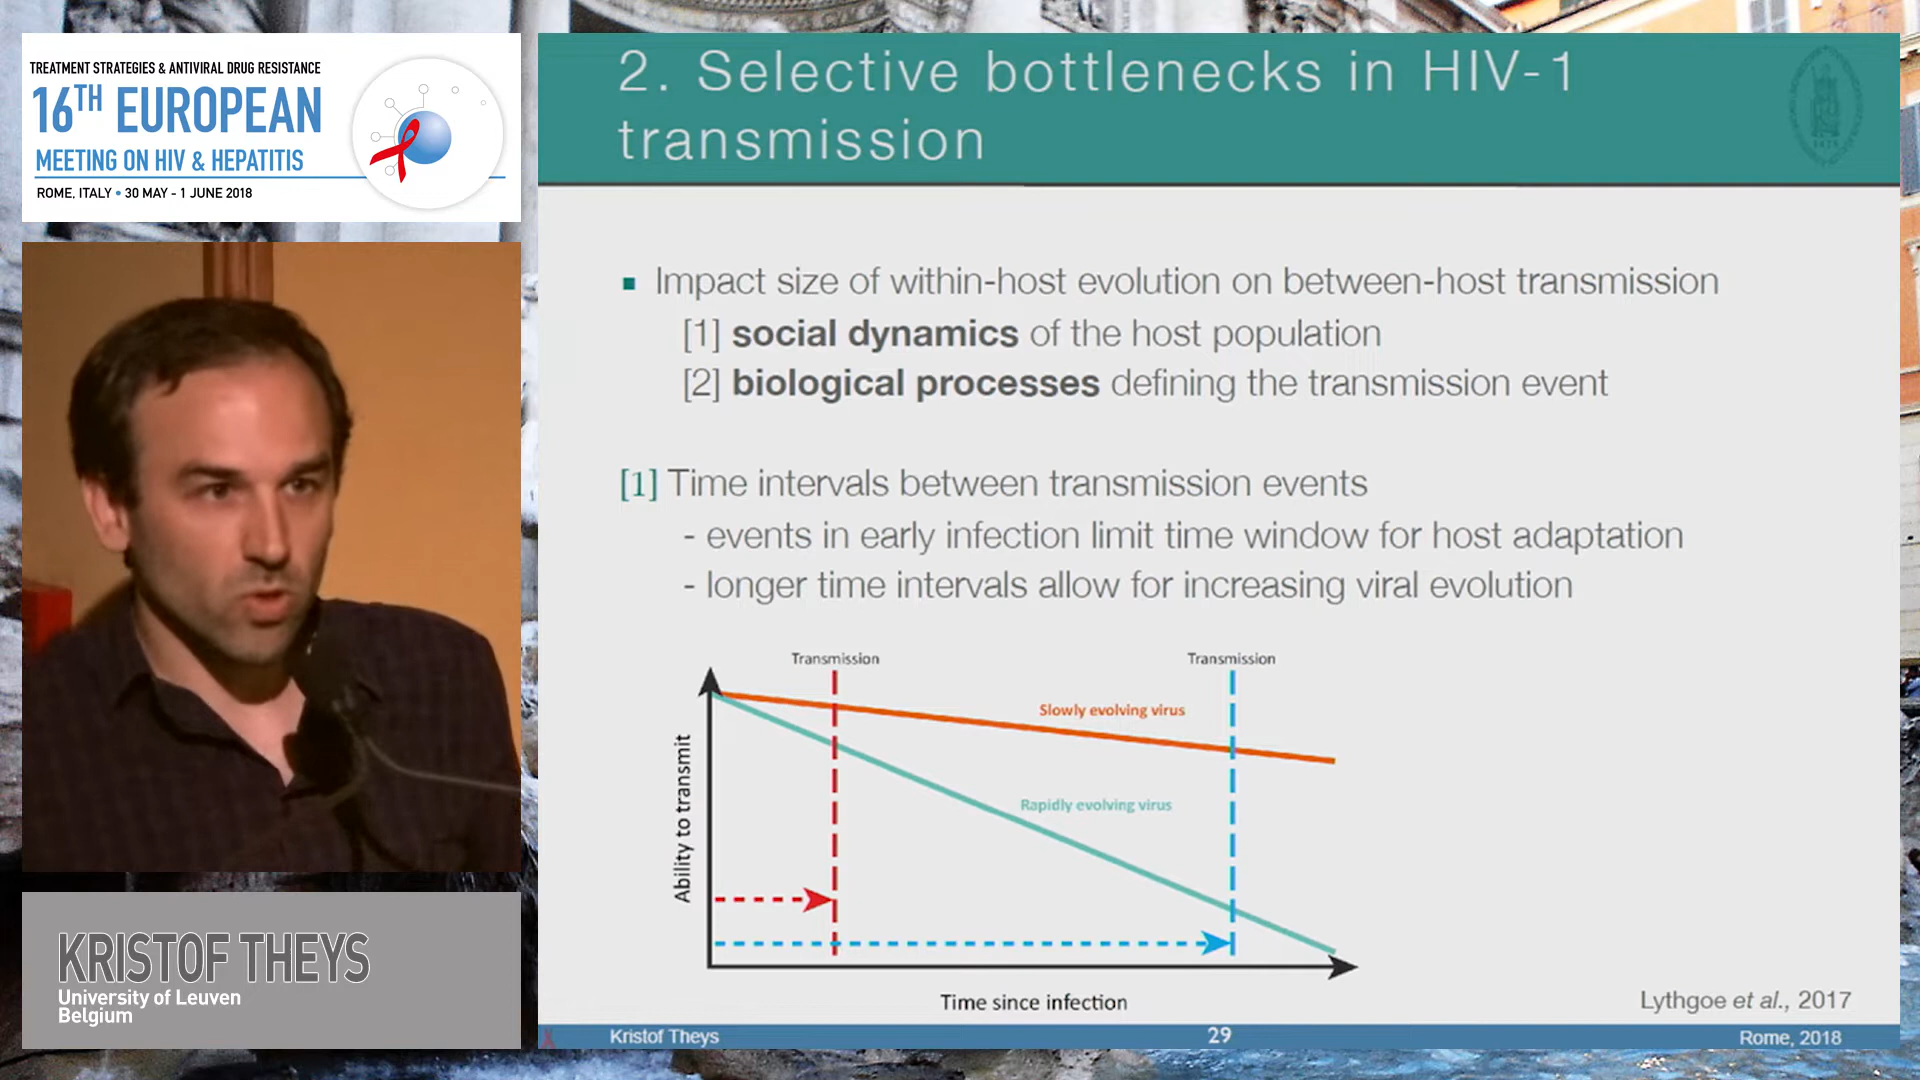 TREATMENT STRATEGIES & ANTIVIRAL DRUG RESISTANCE
16TH EUROPEAN
MEETING ON HIV & HEPATITIS
ROME, ITALY • 30 MAY - 1 JUNE 2018
KRISTOF THEYS
University of Leuven
Belgium
2. Selective bottlenecks in HIV-1
transmission
Impact size of within-host evolution on between-host transmission
[1] social dynamics of the host population
[2] biological processes defining the transmission event
[1] Time intervals between transmission events
- events in early infection limit time window for host adaptation
- longer time intervals allow for increasing viral evolution
Transmission
Transmission
Slowly evolving virus
Rapidly evolving virus
Ability to transmit
Time since infection
Lythgoe et al., 2017
Kristof Theys
29
Rome, 2018